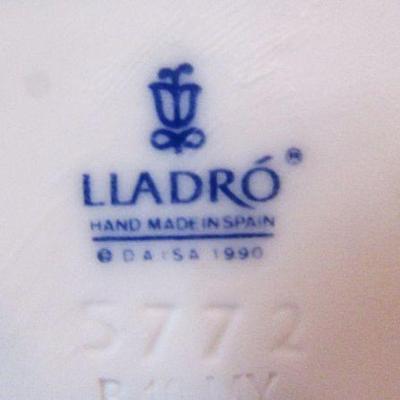 LLADRÓ®
HAND MADE IN SPAIN
© DAISA 1990
5772